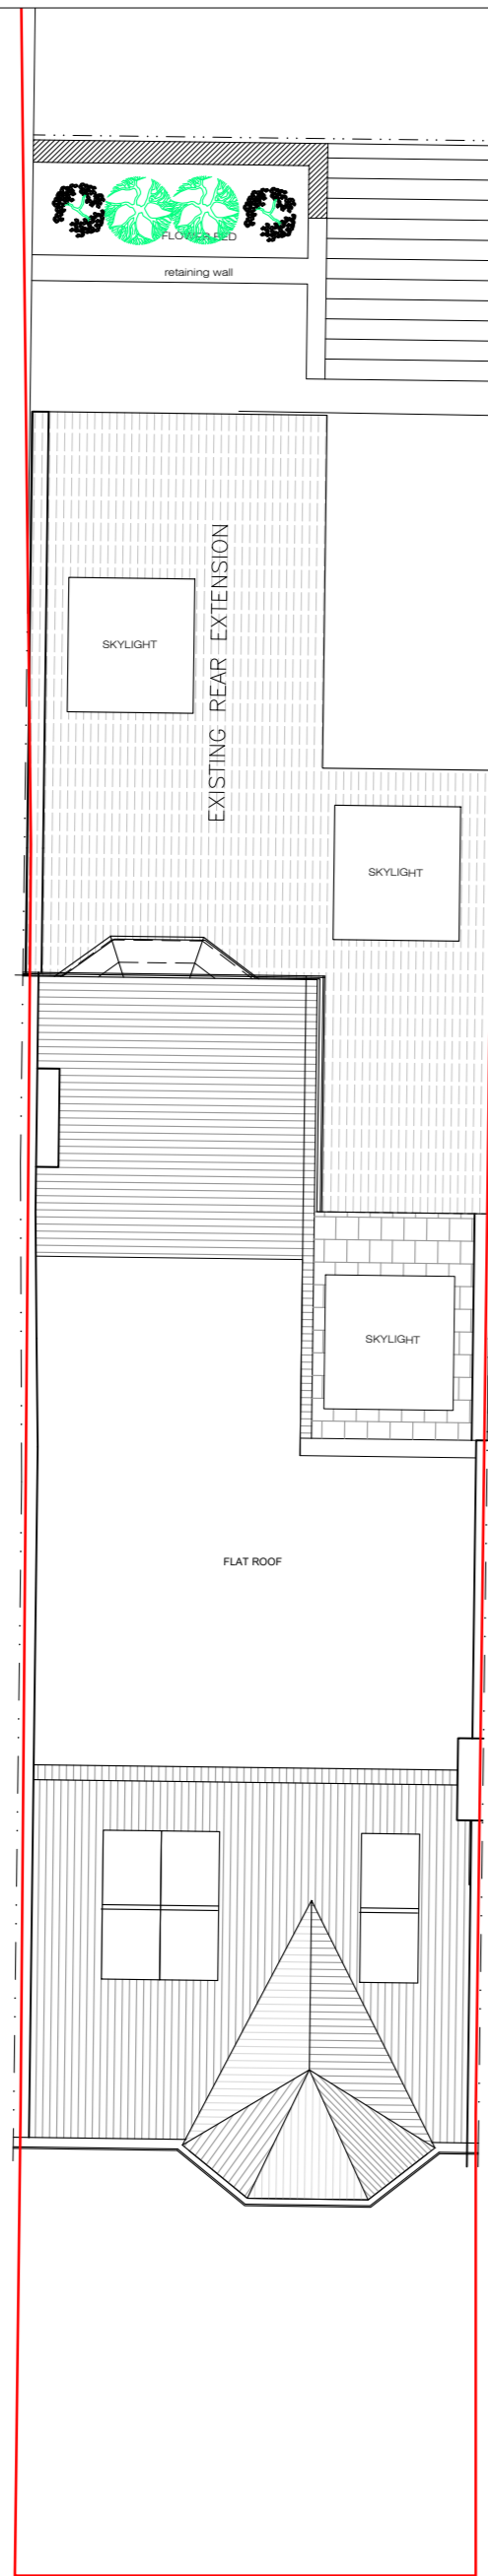 FLOWER BED
retaining wall
EXISTING REAR EXTENSION
SKYLIGHT
SKYLIGHT
SKYLIGHT
FLAT ROOF